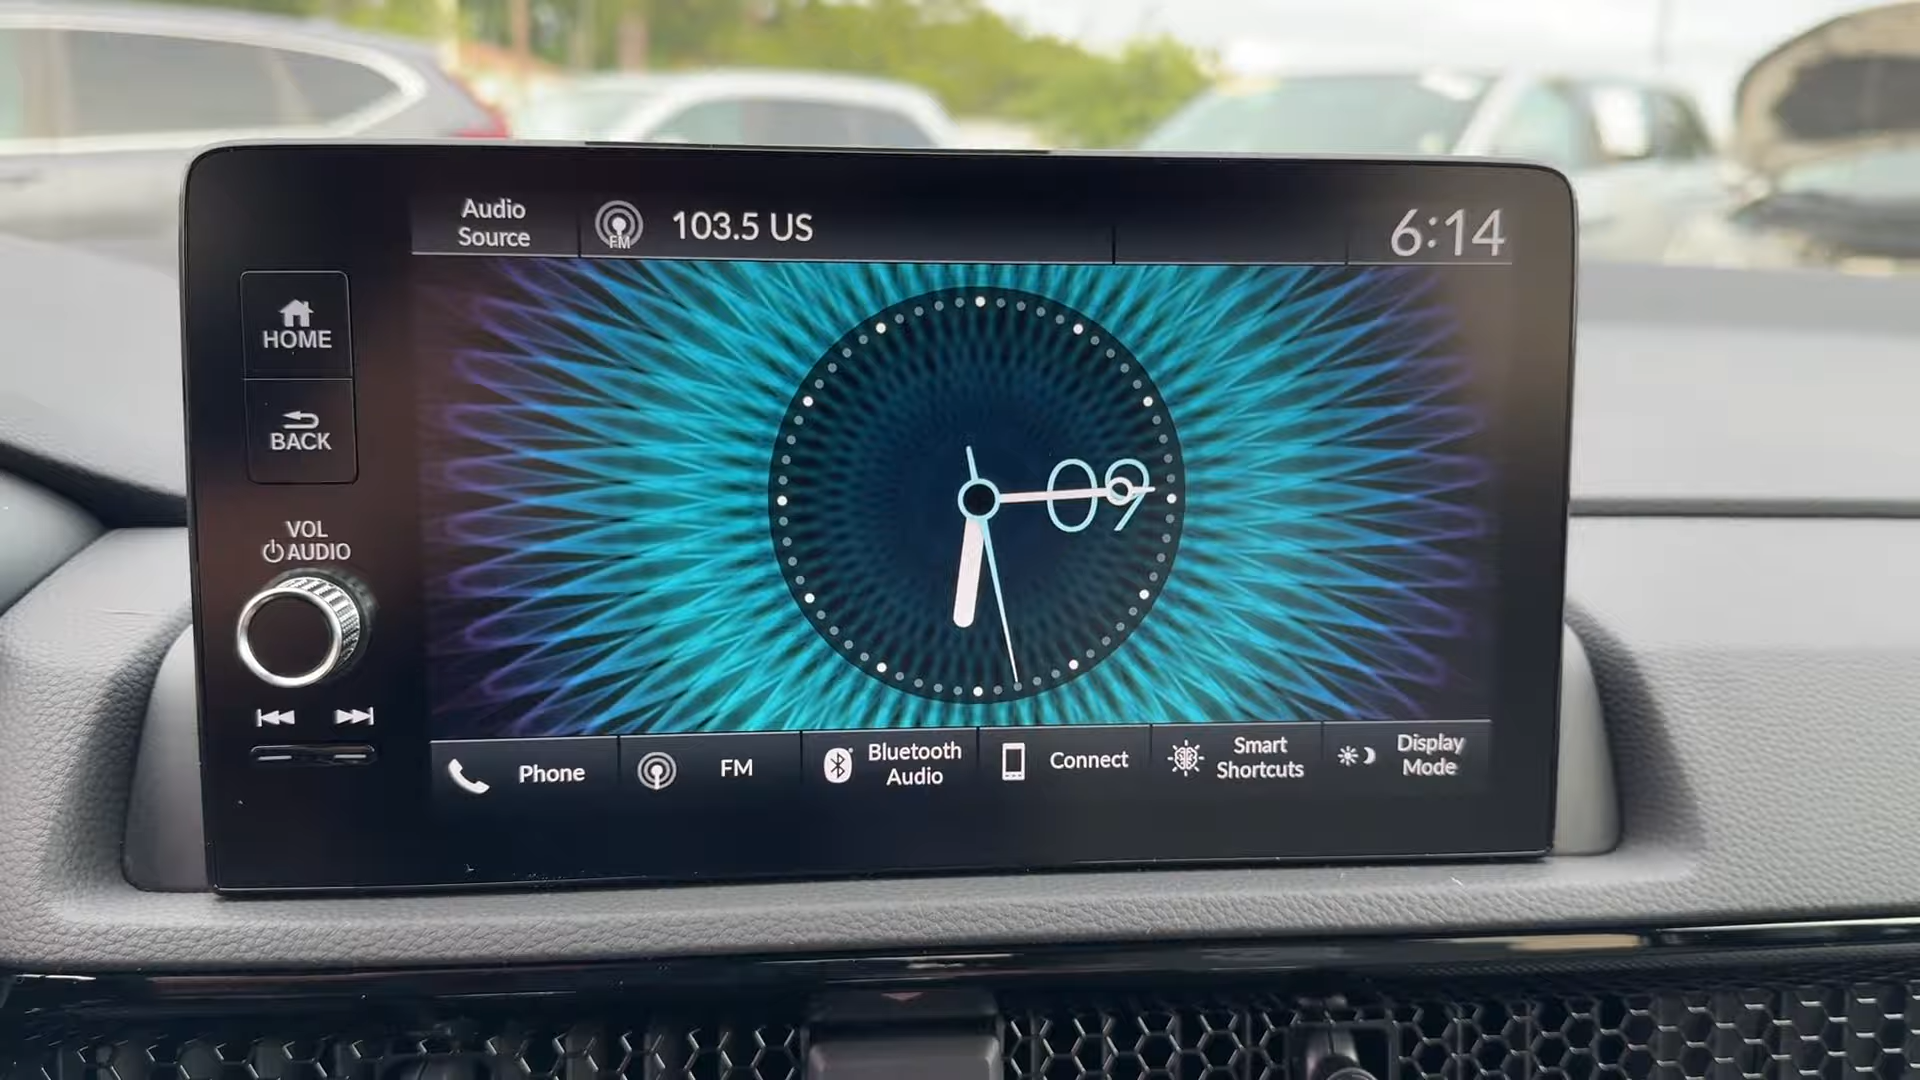 Audio
Source
FM
103.5 US
6:14
HOME
BACK
VOL
AUDIO
09
Phone
FM
Bluetooth
Audio
Connect
Smart
Shortcuts
Display
Mode